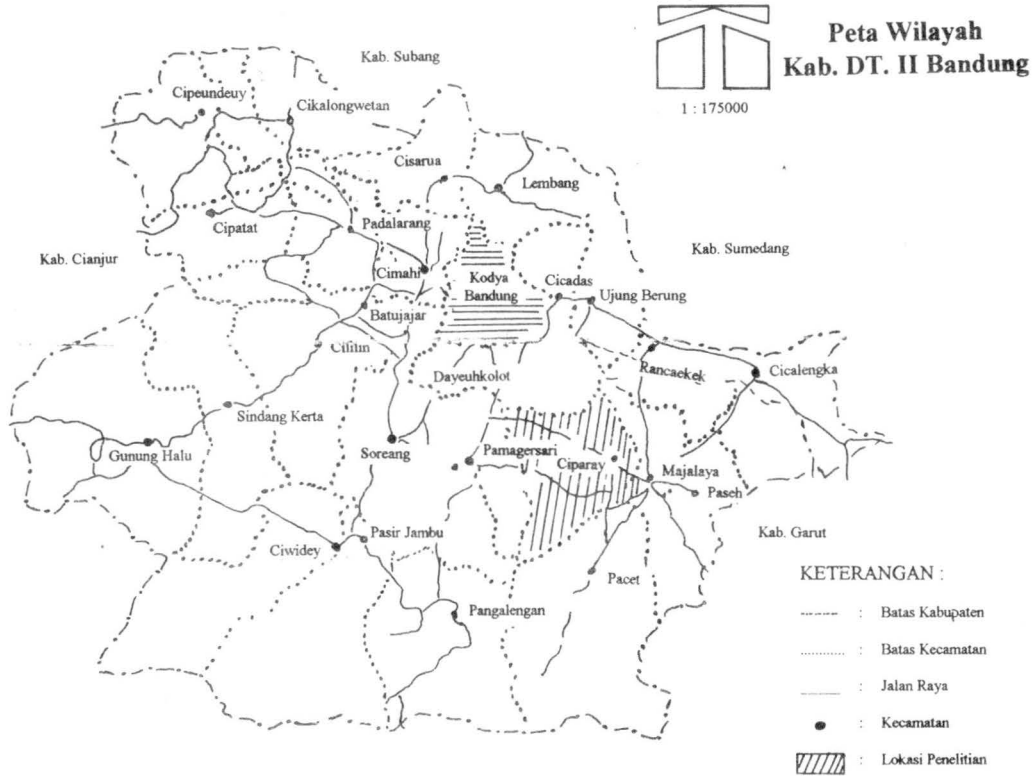 Peta Wilayah
Kab. DT. II Bandung
1 : 175000
Kab. Subang
Cipeundeuy
Cikalongwetan
Cisarua
Lembang
Cipatat
Padalarang
Kab. Sumedang
Kab. Cianjur
Cimahi
Kodya
Bandung
Cicadas
Ujung Berung
Batujajar
Cililin
Rancaekek
Cicalengka
Dayeuhkolot
Sindang Kerta
Gunung Halu
Soreang
Pamagersari
Ciparay
Majalaya
Paseh
Kab. Garut
Ciwidey
Pasir Jambu
Pacet
Pangalengan
KETERANGAN :
: Batas Kabupaten
: Batas Kecamatan
: Jalan Raya
: Kecamatan
: Lokasi Penelitian